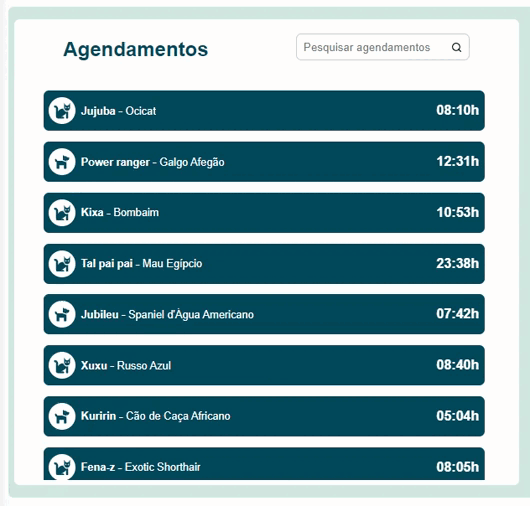 Agendamentos
Pesquisar agendamentos
Jujuba - Ocicat 08:10h
Power ranger - Galgo Afegão 12:31h
Kixa - Bombaim 10:53h
Tal pai pai - Mau Egípcio 23:38h
Jubileu - Spaniel d'Água Americano 07:42h
Xuxu - Russo Azul 08:40h
Kuririn - Cão de Caça Africano 05:04h
Fena-z - Exotic Shorthair 08:05h